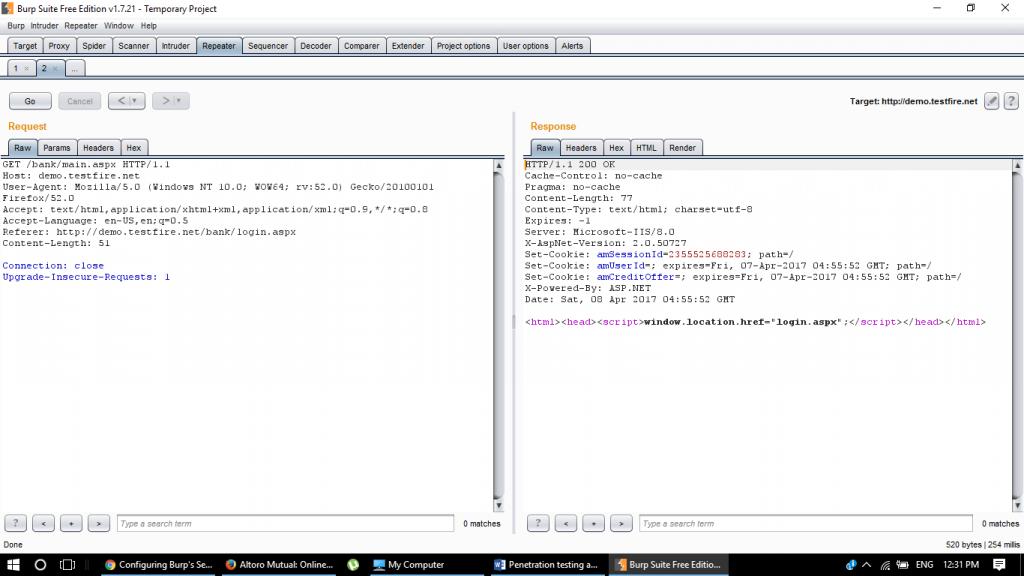 Burp Suite Free Edition v1.7.21 - Temporary Project
Burp Intruder Repeater Window Help
Target Proxy Spider Scanner Intruder Repeater Sequencer Decoder Comparer Extender Project options User options Alerts
1 × 2 × ...
Go Cancel < | ▼ > | ▼ Target: http://demo.testfire.net ?
Request
Raw Params Headers Hex
GET /bank/main.aspx HTTP/1.1
Host: demo.testfire.net
User-Agent: Mozilla/5.0 (Windows NT 10.0; WOW64; rv:52.0) Gecko/20100101
Firefox/52.0
Accept: text/html,application/xhtml+xml,application/xml;q=0.9,*/*;q=0.8
Accept-Language: en-US,en;q=0.5
Referer: http://demo.testfire.net/bank/login.aspx
Content-Length: 51
Connection: close
Upgrade-Insecure-Requests: 1
? < + > Type a search term 0 matches
Response
Raw Headers Hex HTML Render
HTTP/1.1 200 OK
Cache-Control: no-cache
Pragma: no-cache
Content-Length: 77
Content-Type: text/html; charset=utf-8
Expires: -1
Server: Microsoft-IIS/8.0
X-AspNet-Version: 2.0.50727
Set-Cookie: amSessionId=2355525688283; path=/
Set-Cookie: amUserId=; expires=Fri, 07-Apr-2017 04:55:52 GMT; path=/
Set-Cookie: amCreditOffer=; expires=Fri, 07-Apr-2017 04:55:52 GMT; path=/
X-Powered-By: ASP.NET
Date: Sat, 08 Apr 2017 04:55:52 GMT
<html><head><script>window.location.href="login.aspx";</script></head></html>
? < + > Type a search term 0 matches
Done 520 bytes | 254 millis
Configuring Burp's Se... Altoro Mutual: Online... My Computer Penetration testing a... Burp Suite Free Editio... ENG 12:31 PM